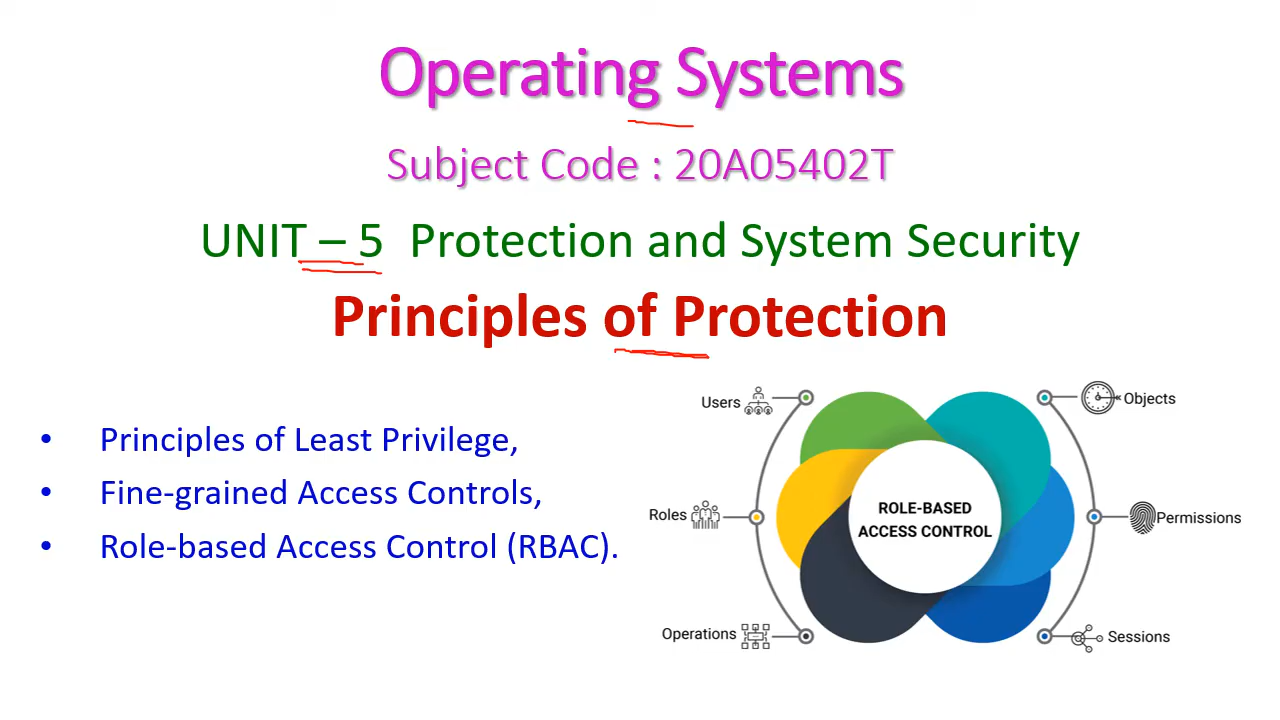 Operating Systems
Subject Code : 20A05402T
UNIT – 5 Protection and System Security
Principles of Protection
• Principles of Least Privilege,
• Fine-grained Access Controls,
• Role-based Access Control (RBAC).
Users
Roles
Operations
ROLE-BASED
ACCESS CONTROL
Objects
Permissions
Sessions